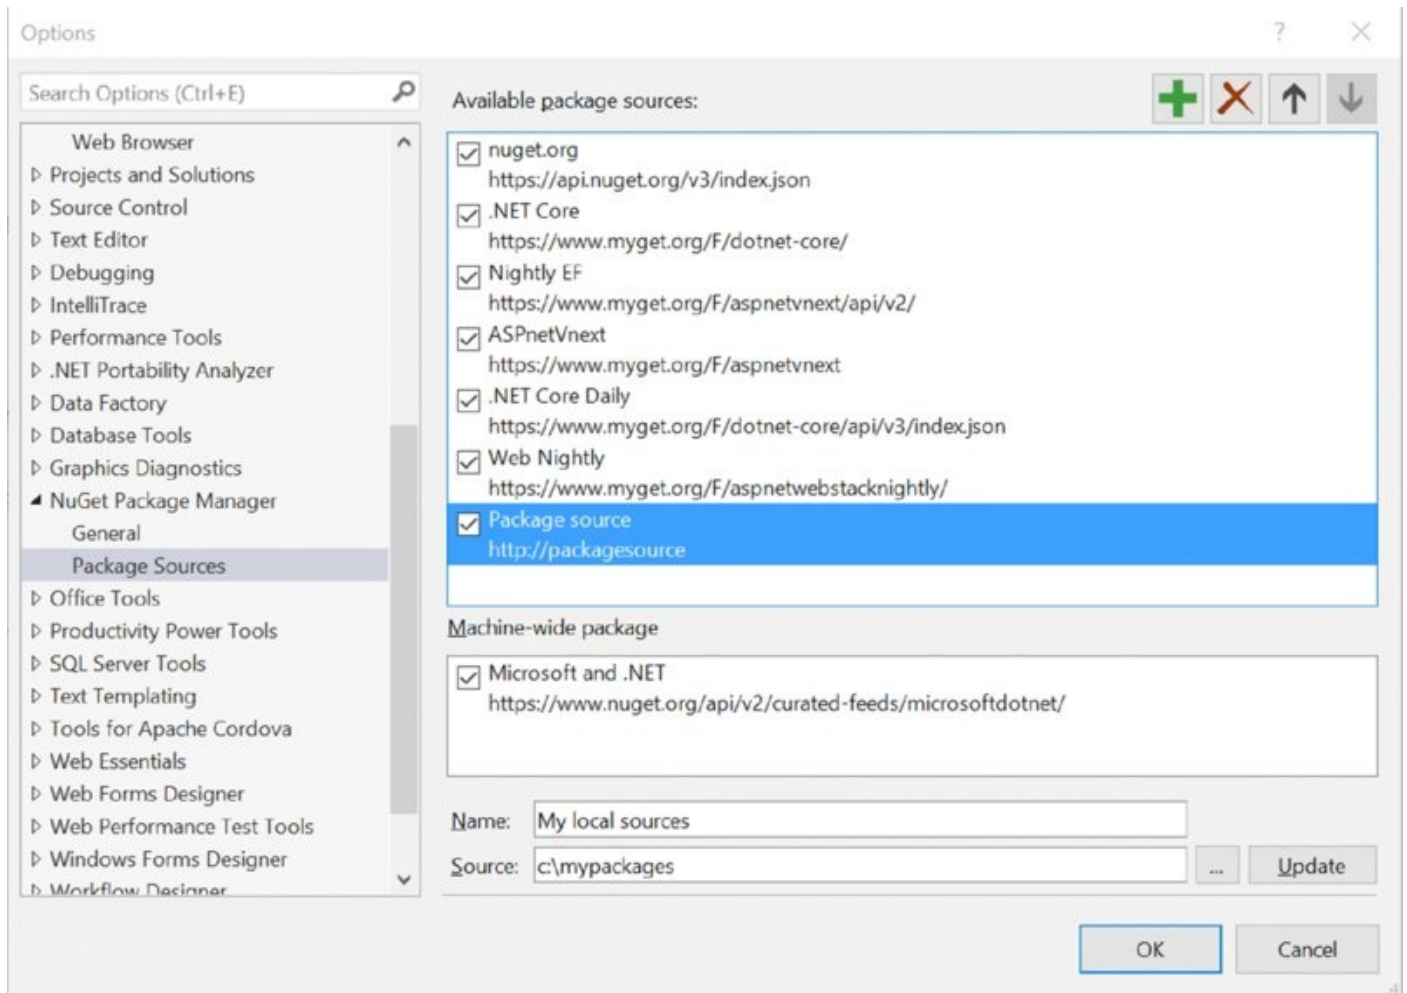 Options
?
Search Options (Ctrl+E)
Web Browser
Projects and Solutions
Source Control
Text Editor
Debugging
IntelliTrace
Performance Tools
.NET Portability Analyzer
Data Factory
Database Tools
Graphics Diagnostics
NuGet Package Manager
General
Package Sources
Office Tools
Productivity Power Tools
SQL Server Tools
Text Templating
Tools for Apache Cordova
Web Essentials
Web Forms Designer
Web Performance Test Tools
Windows Forms Designer
Workflow Designer
Available package sources:
nuget.org
https://api.nuget.org/v3/index.json
.NET Core
https://www.myget.org/F/dotnet-core/
Nightly EF
https://www.myget.org/F/aspnetvnext/api/v2/
ASPnetVnext
https://www.myget.org/F/aspnetvnext
.NET Core Daily
https://www.myget.org/F/dotnet-core/api/v3/index.json
Web Nightly
https://www.myget.org/F/aspnetwebstacknightly/
Package source
http://packagesource
Machine-wide package
Microsoft and .NET
https://www.nuget.org/api/v2/curated-feeds/microsoftdotnet/
Name: My local sources
Source: c:\mypackages ... Update
OK Cancel